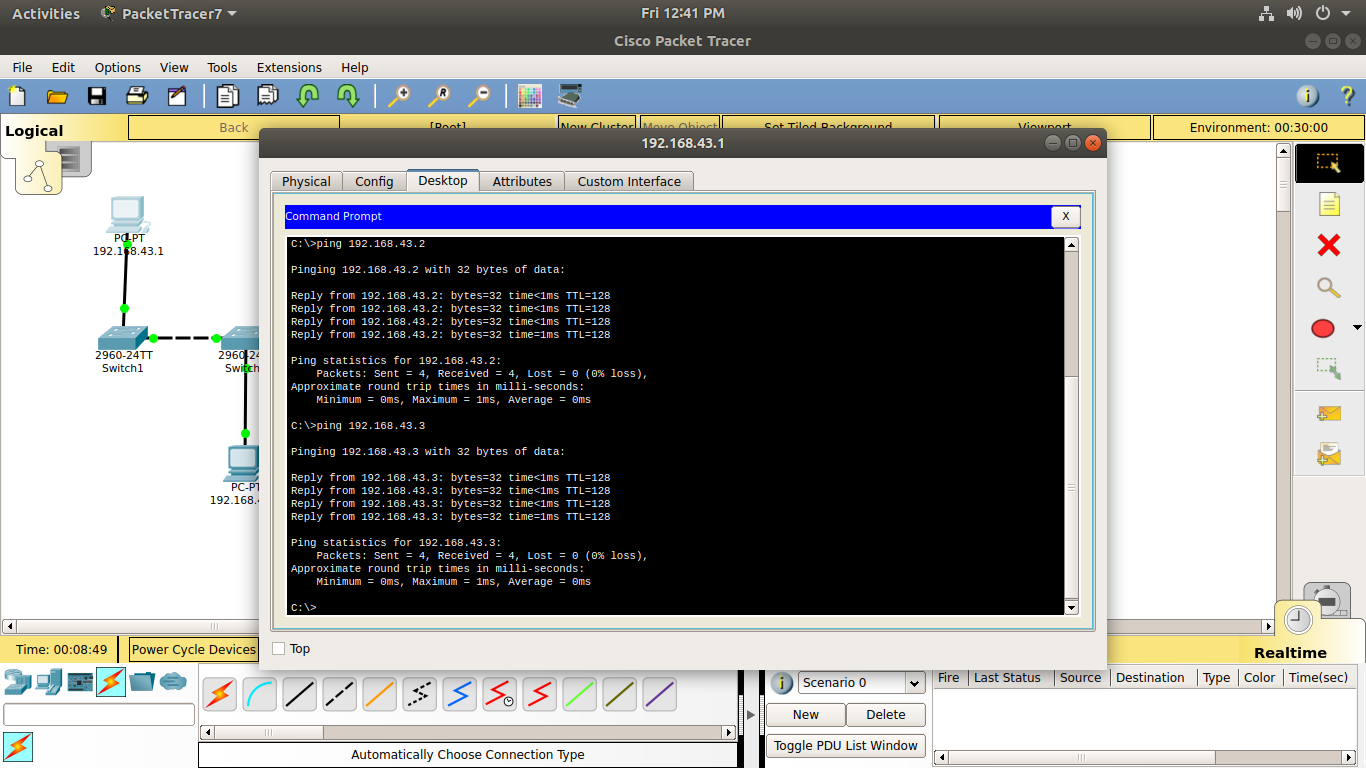 Activities PacketTracer7 Fri 12:41 PM
Cisco Packet Tracer
File Edit Options View Tools Extensions Help
Logical Back [Root] New Cluster Move Object Set Tiled Background Viewport Environment: 00:30:00
192.168.43.1
Physical Config Desktop Attributes Custom Interface
Command Prompt X
C:\>ping 192.168.43.2
Pinging 192.168.43.2 with 32 bytes of data:
Reply from 192.168.43.2: bytes=32 time<1ms TTL=128
Reply from 192.168.43.2: bytes=32 time<1ms TTL=128
Reply from 192.168.43.2: bytes=32 time<1ms TTL=128
Reply from 192.168.43.2: bytes=32 time=1ms TTL=128
Ping statistics for 192.168.43.2:
Packets: Sent = 4, Received = 4, Lost = 0 (0% loss),
Approximate round trip times in milli-seconds:
Minimum = 0ms, Maximum = 1ms, Average = 0ms
C:\>ping 192.168.43.3
Pinging 192.168.43.3 with 32 bytes of data:
Reply from 192.168.43.3: bytes=32 time<1ms TTL=128
Reply from 192.168.43.3: bytes=32 time<1ms TTL=128
Reply from 192.168.43.3: bytes=32 time<1ms TTL=128
Reply from 192.168.43.3: bytes=32 time=1ms TTL=128
Ping statistics for 192.168.43.3:
Packets: Sent = 4, Received = 4, Lost = 0 (0% loss),
Approximate round trip times in milli-seconds:
Minimum = 0ms, Maximum = 1ms, Average = 0ms
C:\>
Top
PC-PT
192.168.43.1
2960-24TT
Switch1
2960-24
Switch
PC-PT
192.168.
Time: 00:08:49 Power Cycle Devices Realtime
Scenario 0
New Delete
Toggle PDU List Window
Fire Last Status Source Destination Type Color Time(sec)
Automatically Choose Connection Type